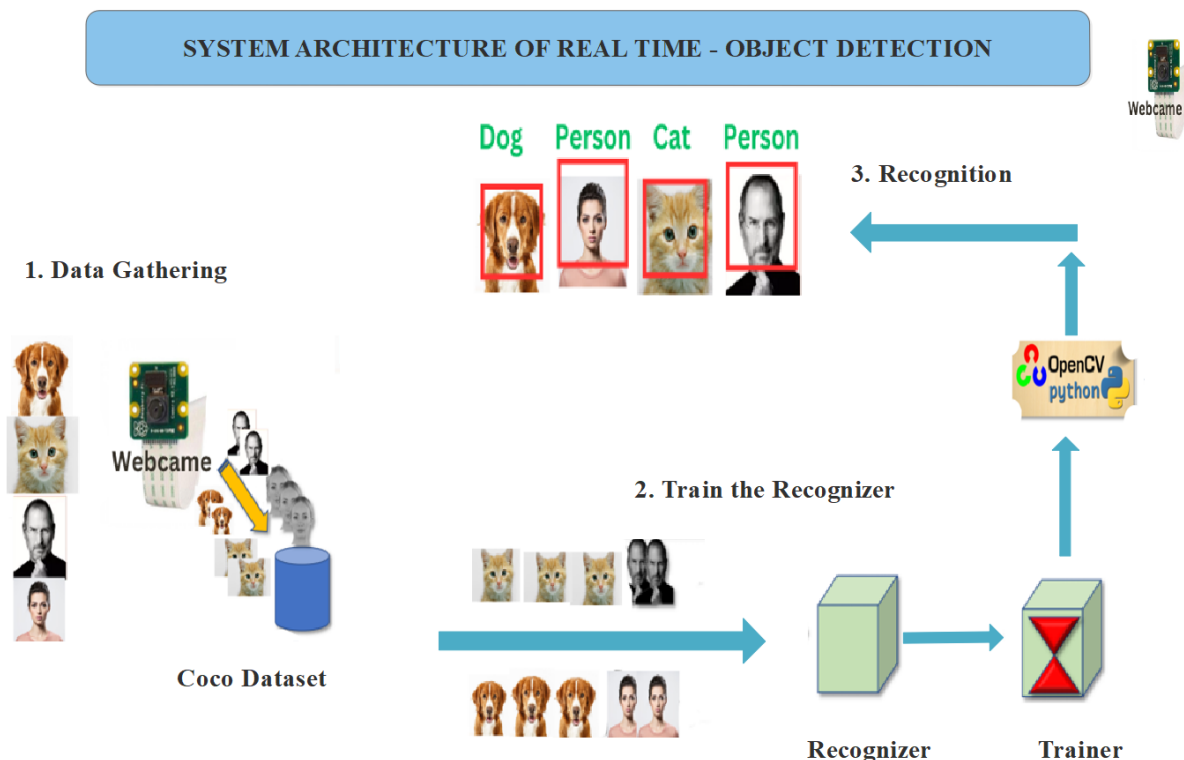 SYSTEM ARCHITECTURE OF REAL TIME - OBJECT DETECTION
Webcame
Dog Person Cat Person
3. Recognition
1. Data Gathering
OpenCV
python
Webcame
2. Train the Recognizer
Coco Dataset
Recognizer Trainer